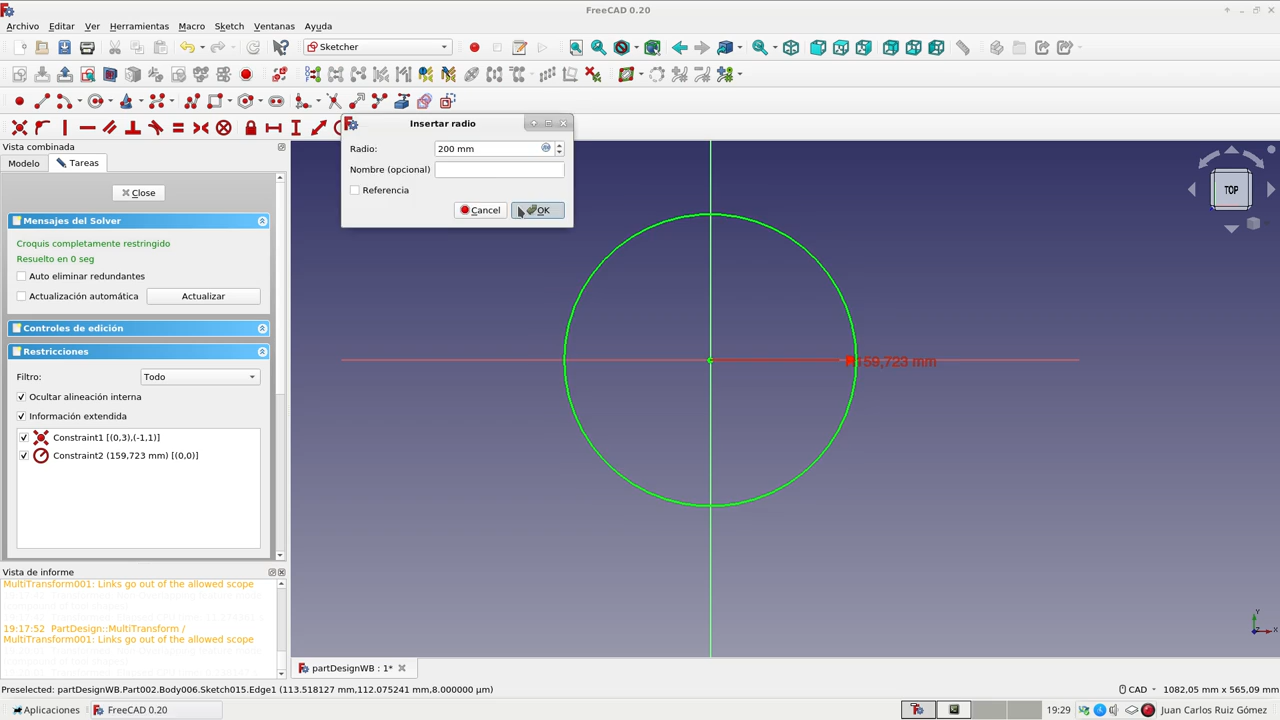 FreeCAD 0.20
Archivo Editar Ver Herramientas Macro Sketch Ventanas Ayuda
Sketcher
Vista combinada
Modelo Tareas
Close
Mensajes del Solver
Croquis completamente restringido
Resuelto en 0 seg
Auto eliminar redundantes
Actualización automática Actualizar
Controles de edición
Restricciones
Filtro: Todo
Ocultar alineación interna
Información extendida
Constraint1 [(0,3),(-1,1)]
Constraint2 (159,723 mm) [(0,0)]
Vista de informe
MultiTransform001: Links go out of the allowed scope
19:17:52 PartDesign::MultiTransform /
MultiTransform001: Links go out of the allowed scope
Insertar radio
Radio: 200 mm
Nombre (opcional)
Referencia
Cancel OK
159,723 mm
TOP
Y
X
partDesignWB : 1*
Preselected: partDesignWB.Part002.Body006.Sketch015.Edge1 (113.518127 mm,112.075241 mm,8.000000 µm)
CAD 1082,05 mm x 565,09 mm
Aplicaciones FreeCAD 0.20 19:29 Juan Carlos Ruiz Gómez